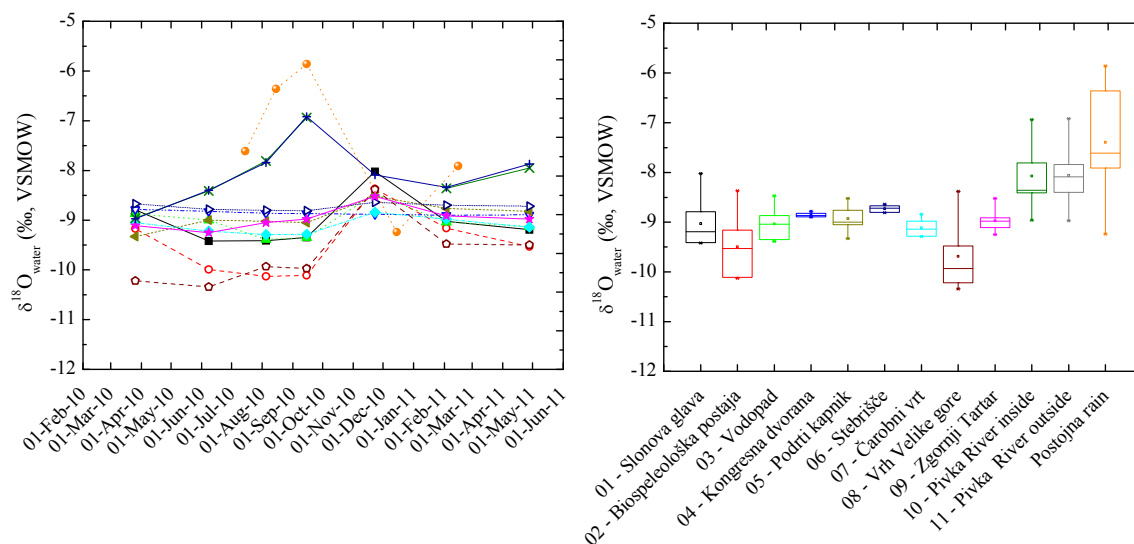 -5
-6
-7
-8
-9
-10
-11
-12
δ18Owater (‰, VSMOW)
01-Feb-10
01-Mar-10
01-Apr-10
01-May-10
01-Jun-10
01-Jul-10
01-Aug-10
01-Sep-10
01-Oct-10
01-Nov-10
01-Dec-10
01-Jan-11
01-Feb-11
01-Mar-11
01-Apr-11
01-May-11
01-Jun-11
-5
-6
-7
-8
-9
-10
-11
-12
δ18Owater (‰, VSMOW)
01 - Slonova glava
02 - Biospeleološka postaja
03 - Vodopad
04 - Kongresna dvorana
05 - Podrti kapnik
06 - Stebrišče
07 - Čarobni vrt
08 - Vrh Velike gore
09 - Zgornji Tartar
10 - Pivka River inside
11 - Pivka River outside
Postojna rain